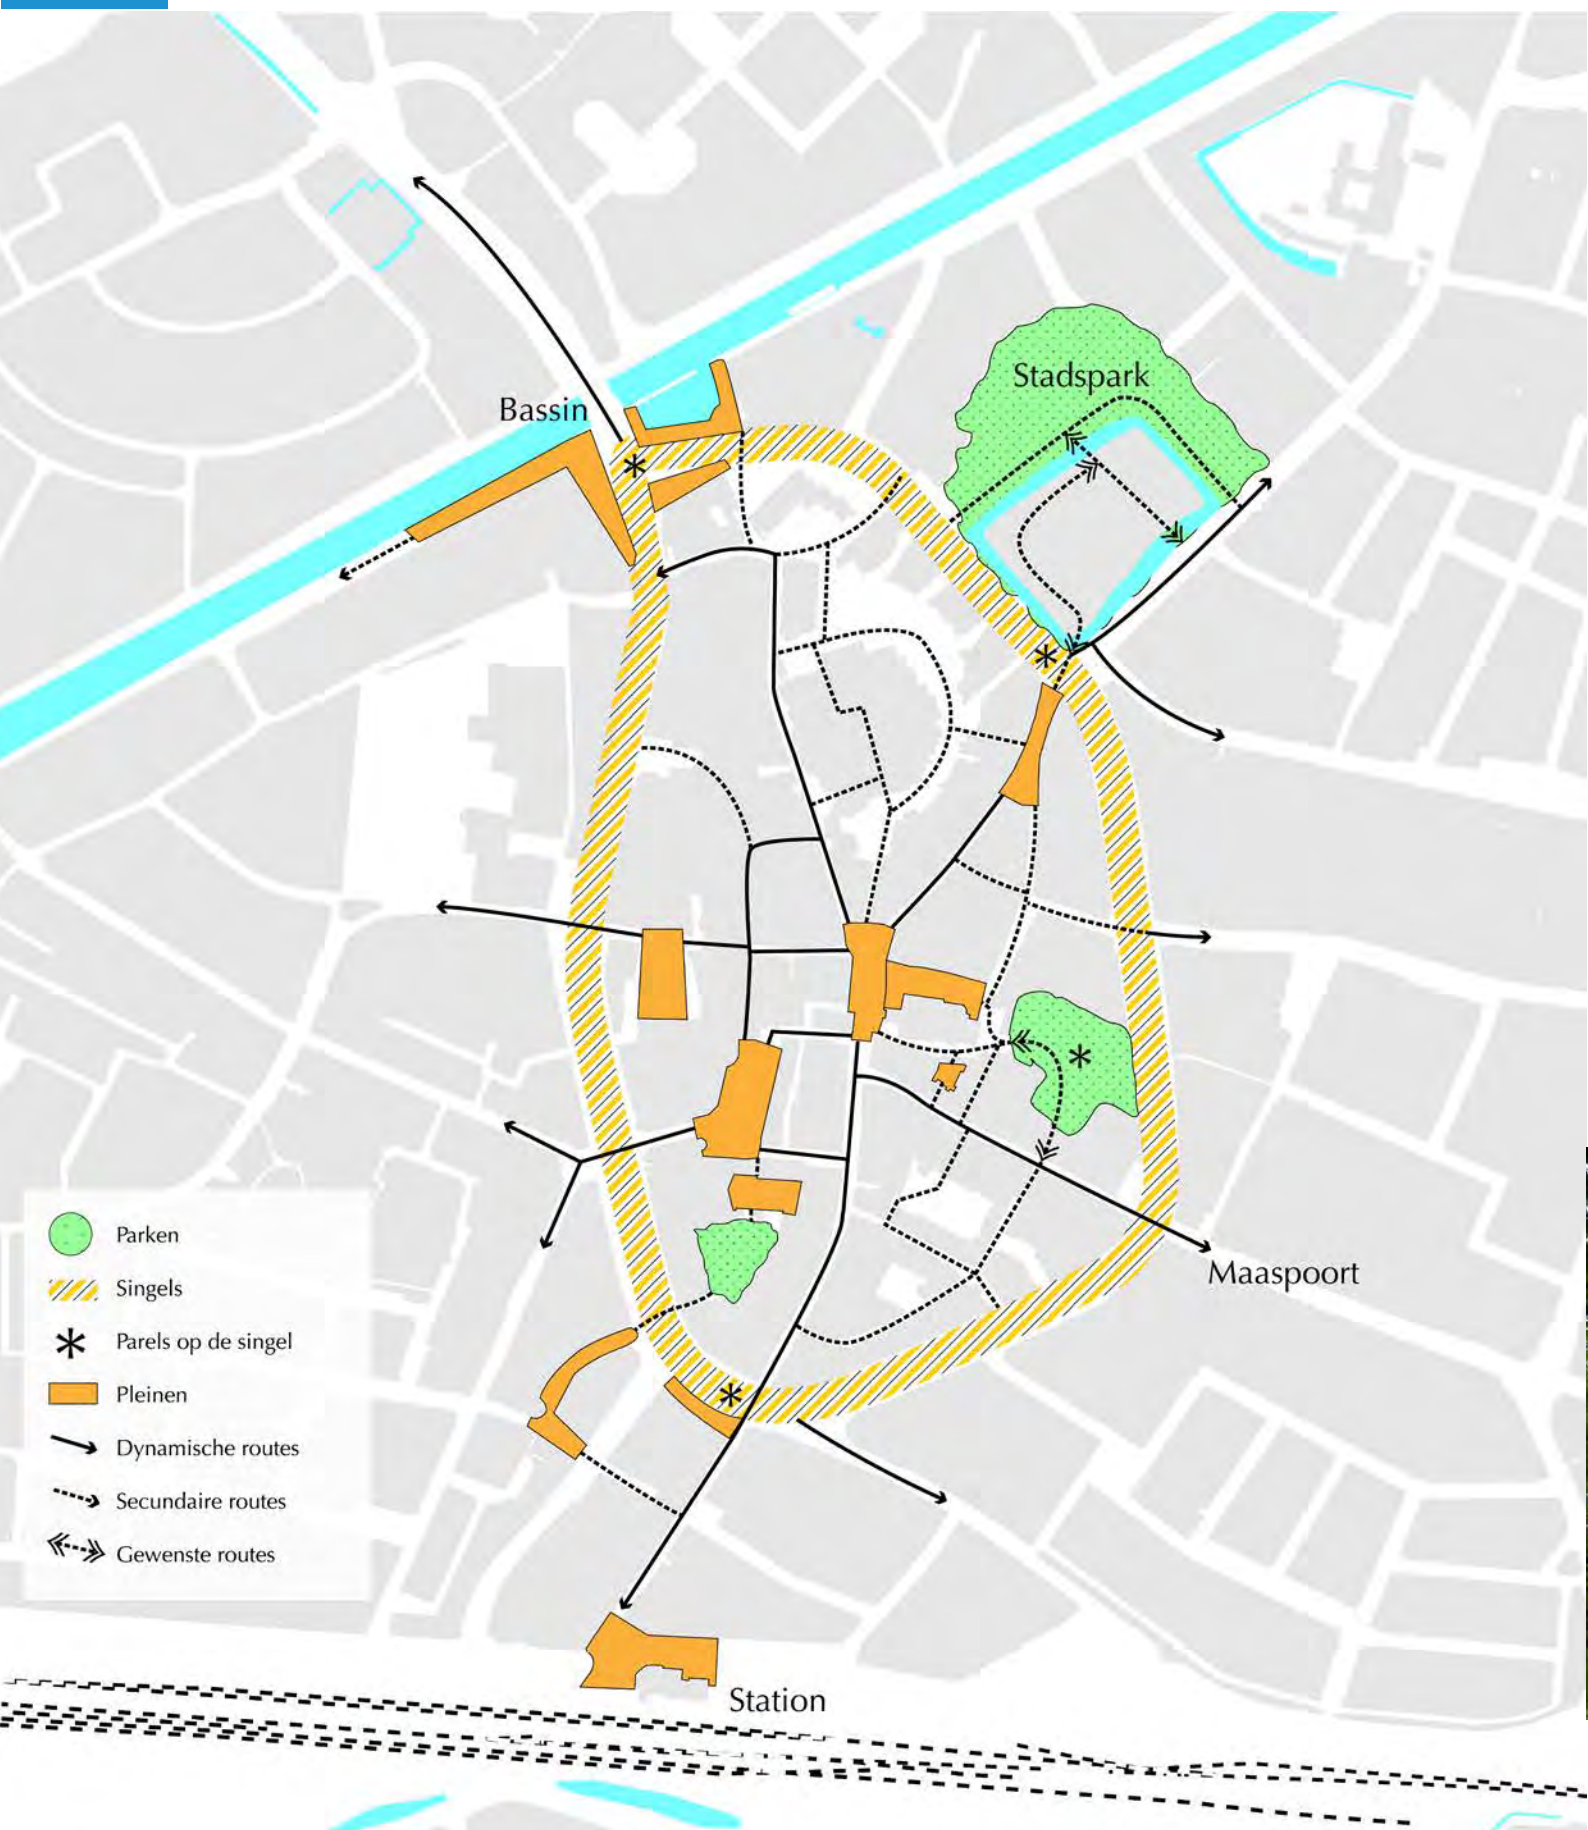 Stadspark
Bassin
Maaspoort
Parken
Singels
Parels op de singel
Pleinen
Dynamische routes
Secundaire routes
Gewenste routes
Station